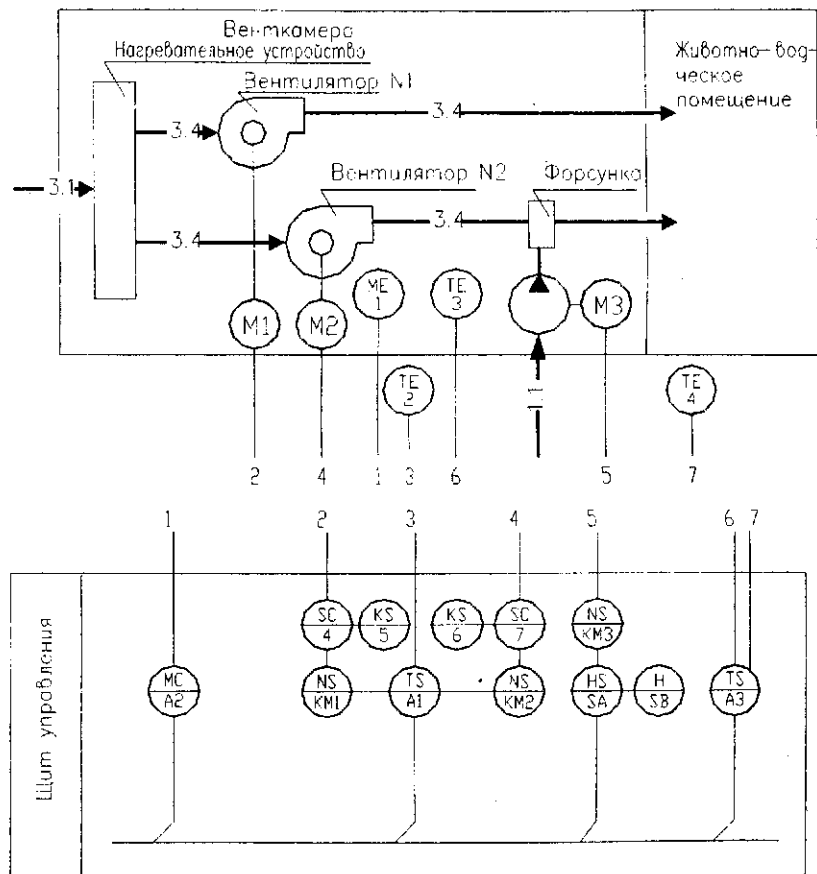 Венткамера
Нагревательное устройство
Вентилятор N1
Животно-вод-
ческое
помещение
3.4
3.4
3.1
Вентилятор N2
Форсунка
3.4
3.4
ME
1
TE
3
M1
M2
M3
TE
2
1.1
TE
4
2
4
1
3
6
5
7
1
2
3
4
5
6
7
Щит управления
SC
4
KS
5
KS
6
SC
7
NS
KM3
MC
A2
NS
KM1
TS
A1
NS
KM2
HS
SA
H
SB
TS
A3